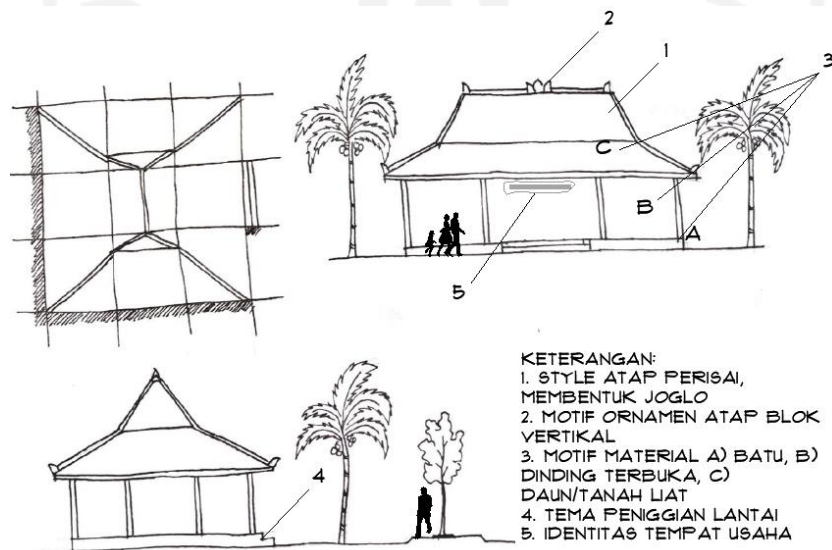 2
1
3
C
B
A
5
4
KETERANGAN:
1. STYLE ATAP PERISAI,
MEMBENTUK JOGLO
2. MOTIF ORNAMEN ATAP BLOK
VERTIKAL
3. MOTIF MATERIAL A) BATU, B)
DINDING TERBUKA, C)
DAUN/TANAH LIAT
4. TEMA PENIGGIAN LANTAI
5. IDENTITAS TEMPAT USAHA